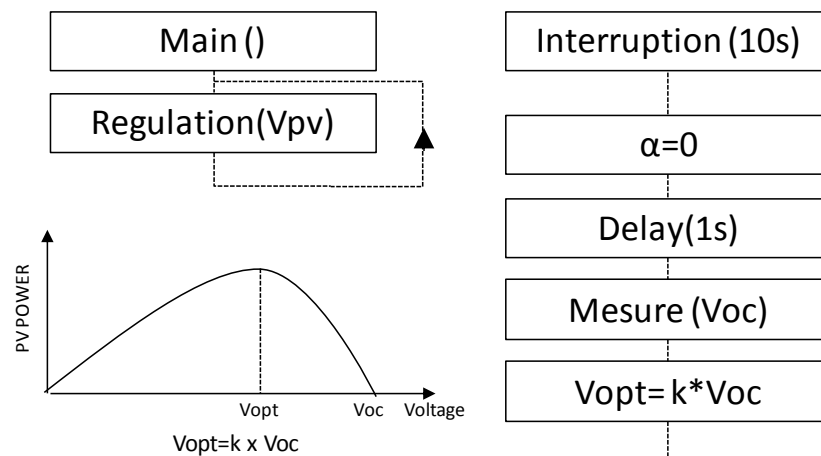 Main ()
Regulation(Vpv)
PV POWER
Vopt
Voc
Voltage
Vopt=k x Voc
Interruption (10s)
α=0
Delay(1s)
Mesure (Voc)
Vopt= k*Voc